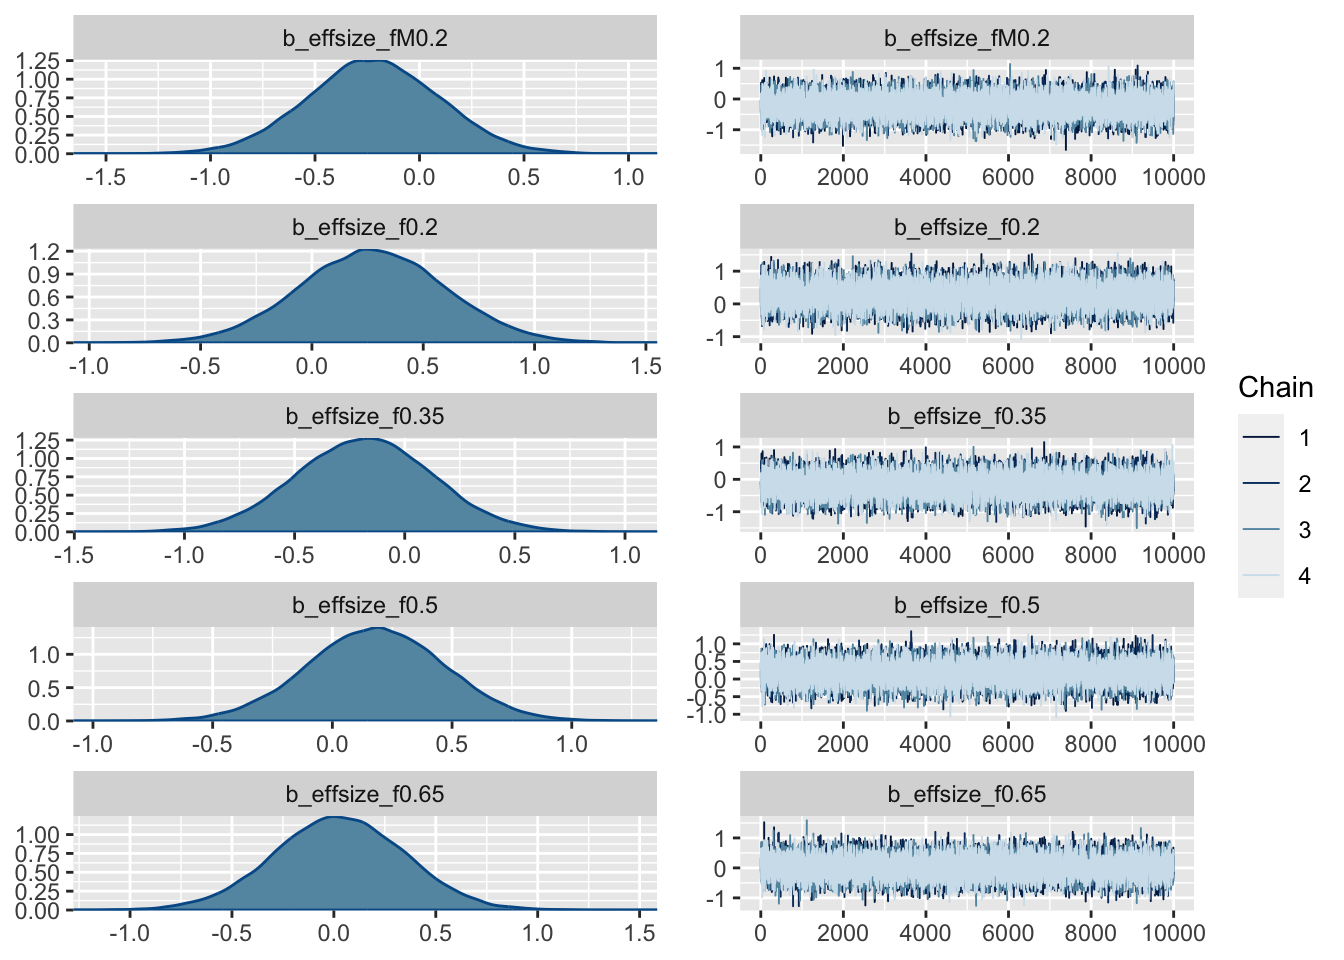 b_effsize_fM0.2
1.25
1.00
0.75
0.50
0.25
0.00
-1.5 -1.0 -0.5 0.0 0.5 1.0
b_effsize_fM0.2
1
0
-1
0 2000 4000 6000 8000 10000
b_effsize_f0.2
1.2
0.9
0.6
0.3
0.0
-1.0 -0.5 0.0 0.5 1.0 1.5
b_effsize_f0.2
1
0
-1
0 2000 4000 6000 8000 10000
b_effsize_f0.35
1.25
1.00
0.75
0.50
0.25
0.00
-1.5 -1.0 -0.5 0.0 0.5 1.0
b_effsize_f0.35
1
0
-1
0 2000 4000 6000 8000 10000
b_effsize_f0.5
1.0
0.5
0.0
-1.0 -0.5 0.0 0.5 1.0
b_effsize_f0.5
1.0
0.5
0.0
-0.5
-1.0
0 2000 4000 6000 8000 10000
b_effsize_f0.65
1.00
0.75
0.50
0.25
0.00
-1.0 -0.5 0.0 0.5 1.0 1.5
b_effsize_f0.65
1
0
-1
0 2000 4000 6000 8000 10000
Chain
1
2
3
4